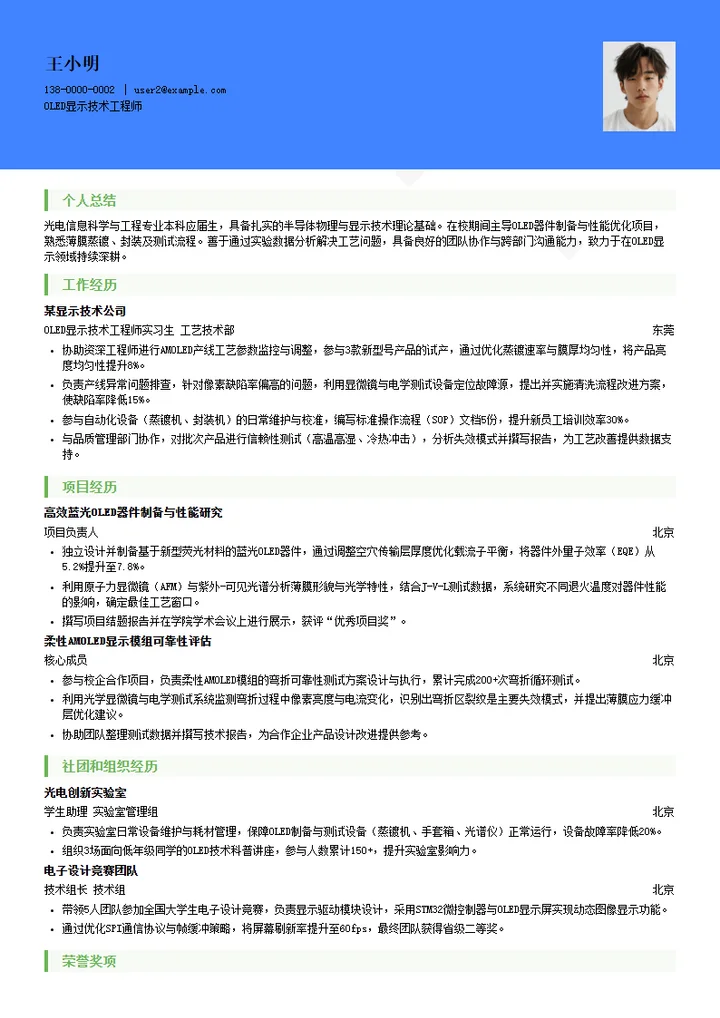 王小明
138-0000-0002 | user2@example.com
OLED显示技术工程师
个人总结
光电信息科学与工程专业本科应届生，具备扎实的半导体物理与显示技术理论基础。在校期间主导OLED器件制备与性能优化项目，
熟悉薄膜蒸镀、封装及测试流程。善于通过实验数据分析解决工艺问题，具备良好的团队协作与跨部门沟通能力，致力于在OLED显
示领域持续深耕。
工作经历
某显示技术公司
OLED显示技术工程师实习生 工艺技术部 东莞
• 协助资深工程师进行AMOLED产线工艺参数监控与调整，参与3款新型号产品的试产，通过优化蒸镀速率与膜厚均匀性，将产品亮
度均匀性提升8%。
• 负责产线异常问题排查，针对像素缺陷率偏高的问题，利用显微镜与电学测试设备定位故障源，提出并实施清洗流程改进方案，
使缺陷率降低15%。
• 参与自动化设备（蒸镀机、封装机）的日常维护与校准，编写标准操作流程（SOP）文档5份，提升新员工培训效率30%。
• 与品质管理部门协作，对批次产品进行信赖性测试（高温高湿、冷热冲击），分析失效模式并撰写报告，为工艺改善提供数据支
持。
项目经历
高效蓝光OLED器件制备与性能研究
项目负责人 北京
• 独立设计并制备基于新型荧光材料的蓝光OLED器件，通过调整空穴传输层厚度优化载流子平衡，将器件外量子效率（EQE）从
5.2%提升至7.8%。
• 利用原子力显微镜（AFM）与紫外-可见光谱分析薄膜形貌与光学特性，结合J-V-L测试数据，系统研究不同退火温度对器件性能
的影响，确定最佳工艺窗口。
• 撰写项目结题报告并在学院学术会议上进行展示，获评“优秀项目奖”。
柔性AMOLED显示模组可靠性评估
核心成员 北京
• 参与校企合作项目，负责柔性AMOLED模组的弯折可靠性测试方案设计与执行，累计完成200+次弯折循环测试。
• 利用光学显微镜与电学测试系统监测弯折过程中像素亮度与电流变化，识别出弯折区裂纹是主要失效模式，并提出薄膜应力缓冲
层优化建议。
• 协助团队整理测试数据并撰写技术报告，为合作企业产品设计改进提供参考。
社团和组织经历
光电创新实验室
学生助理 实验室管理组 北京
• 负责实验室日常设备维护与耗材管理，保障OLED制备与测试设备（蒸镀机、手套箱、光谱仪）正常运行，设备故障率降低20%。
• 组织3场面向低年级同学的OLED技术科普讲座，参与人数累计150+，提升实验室影响力。
电子设计竞赛团队
技术组长 技术组 北京
• 带领5人团队参加全国大学生电子设计竞赛，负责显示驱动模块设计，采用STM32微控制器与OLED显示屏实现动态图像显示功能。
• 通过优化SPI通信协议与帧缓冲策略，将屏幕刷新率提升至60fps，最终团队获得省级二等奖。
荣誉奖项